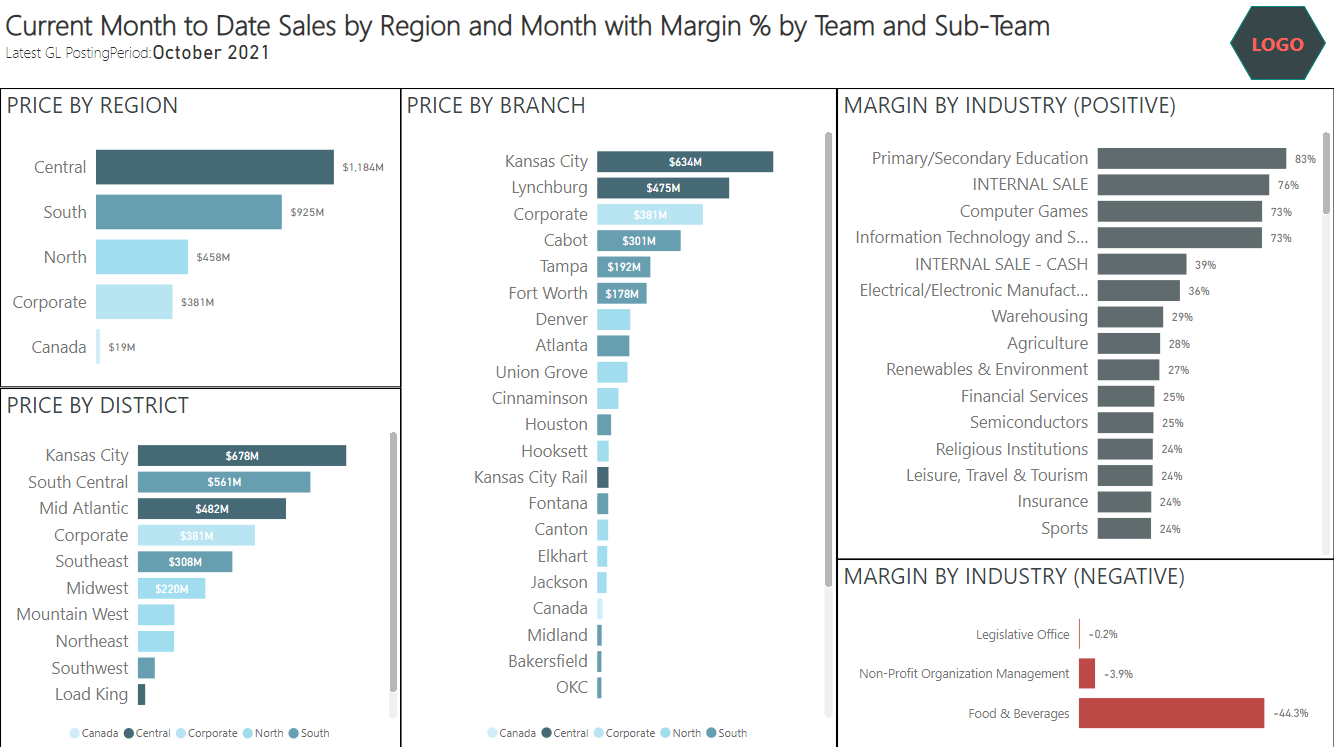 Current Month to Date Sales by Region and Month with Margin % by Team and Sub-Team
Latest GL PostingPeriod:October 2021
LOGO
PRICE BY REGION
Central $1,184M
South $925M
North $458M
Corporate $381M
Canada $19M
PRICE BY DISTRICT
Kansas City $678M
South Central $561M
Mid Atlantic $482M
Corporate $381M
Southeast $308M
Midwest $220M
Mountain West
Northeast
Southwest
Load King
Canada Central Corporate North South
PRICE BY BRANCH
Kansas City $634M
Lynchburg $475M
Corporate $381M
Cabot $301M
Tampa $192M
Fort Worth $178M
Denver
Atlanta
Union Grove
Cinnaminson
Houston
Hooksett
Kansas City Rail
Fontana
Canton
Elkhart
Jackson
Canada
Midland
Bakersfield
OKC
Canada Central Corporate North South
MARGIN BY INDUSTRY (POSITIVE)
Primary/Secondary Education 83%
INTERNAL SALE 76%
Computer Games 73%
Information Technology and S... 73%
INTERNAL SALE - CASH 39%
Electrical/Electronic Manufact... 36%
Warehousing 29%
Agriculture 28%
Renewables & Environment 27%
Financial Services 25%
Semiconductors 25%
Religious Institutions 24%
Leisure, Travel & Tourism 24%
Insurance 24%
Sports 24%
MARGIN BY INDUSTRY (NEGATIVE)
Legislative Office -0.2%
Non-Profit Organization Management -3.9%
Food & Beverages -44.3%